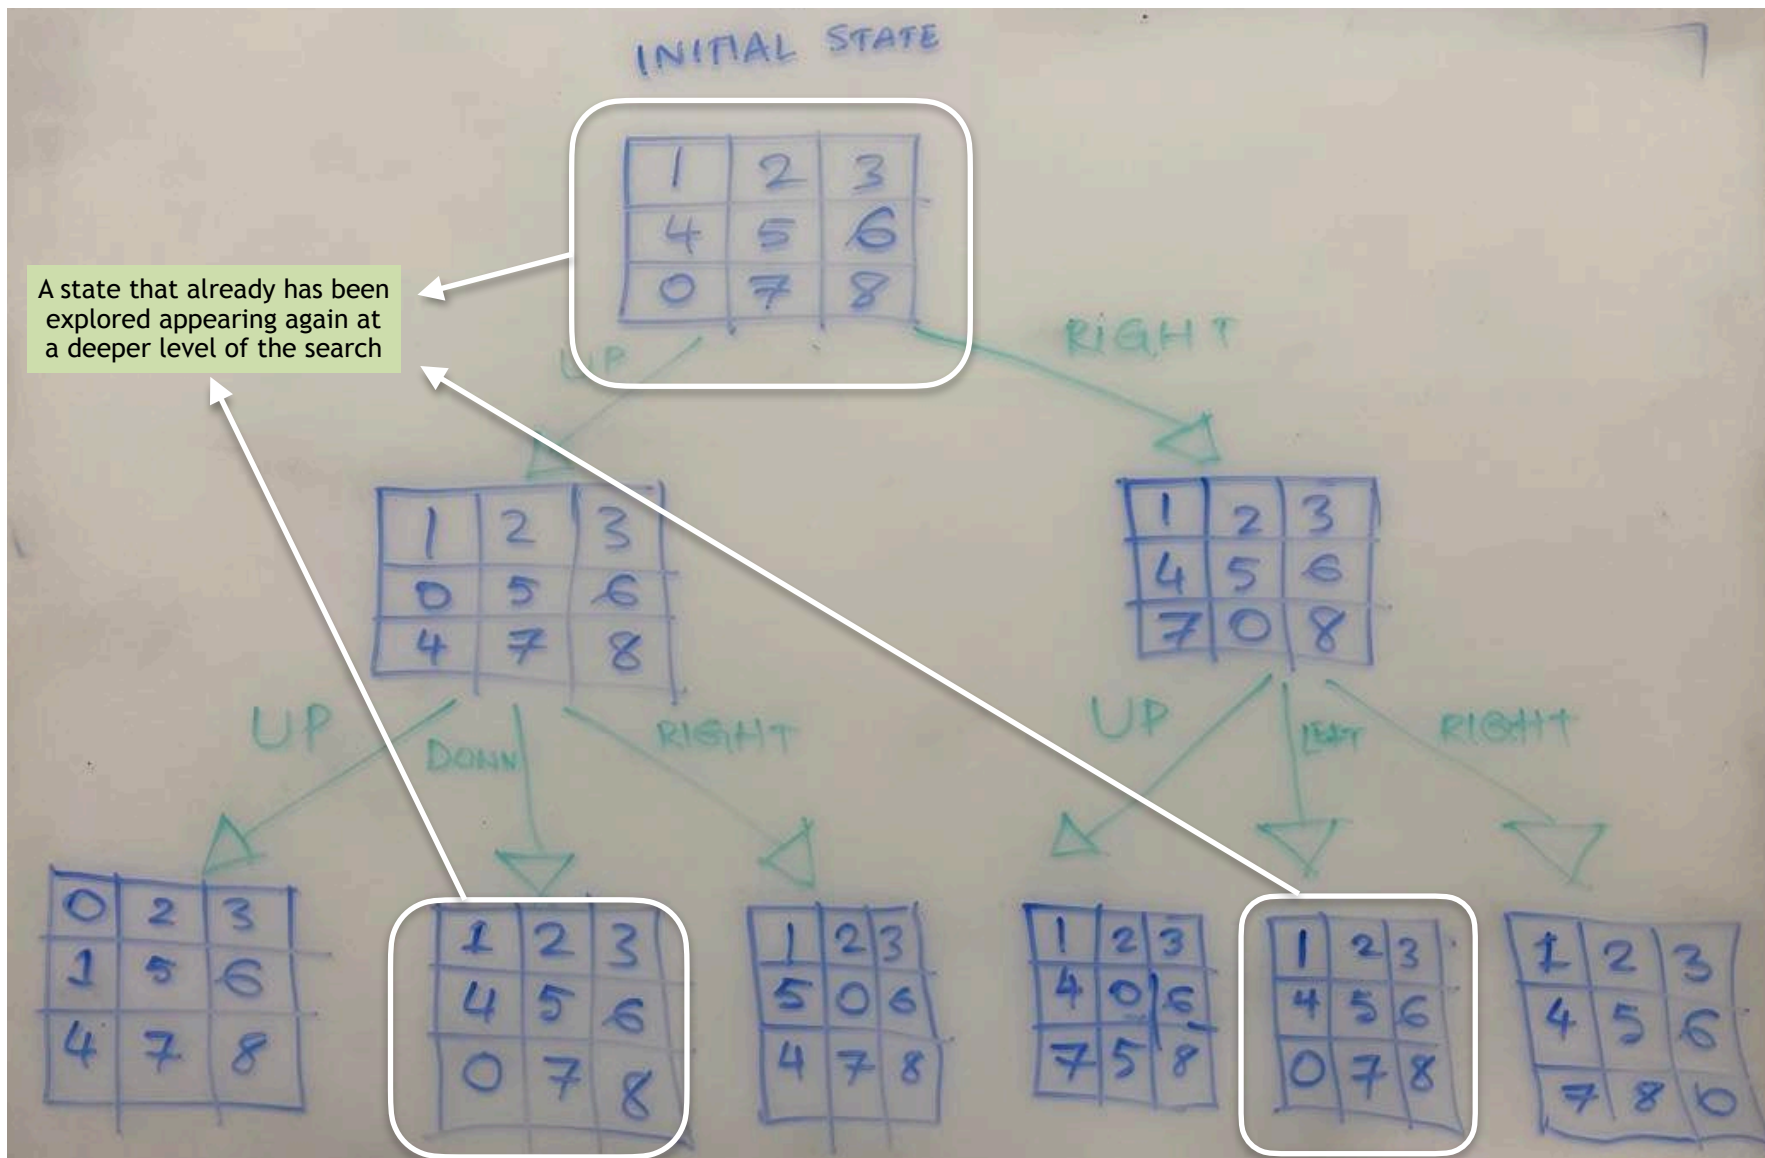 INITIAL STATE
1 2 3
4 5 6
0 7 8
A state that already has been
explored appearing again at
a deeper level of the search
UP
RIGHT
1 2 3
0 5 6
4 7 8
1 2 3
4 5 6
7 0 8
UP
DONN
RIGHT
UP
LEFT
RIGHT
0 2 3
1 5 6
4 7 8
1 2 3
4 5 6
0 7 8
1 2 3
5 0 6
4 7 8
1 2 3
4 0 6
7 5 8
1 2 3
4 5 6
0 7 8
1 2 3
4 5 6
7 8 0